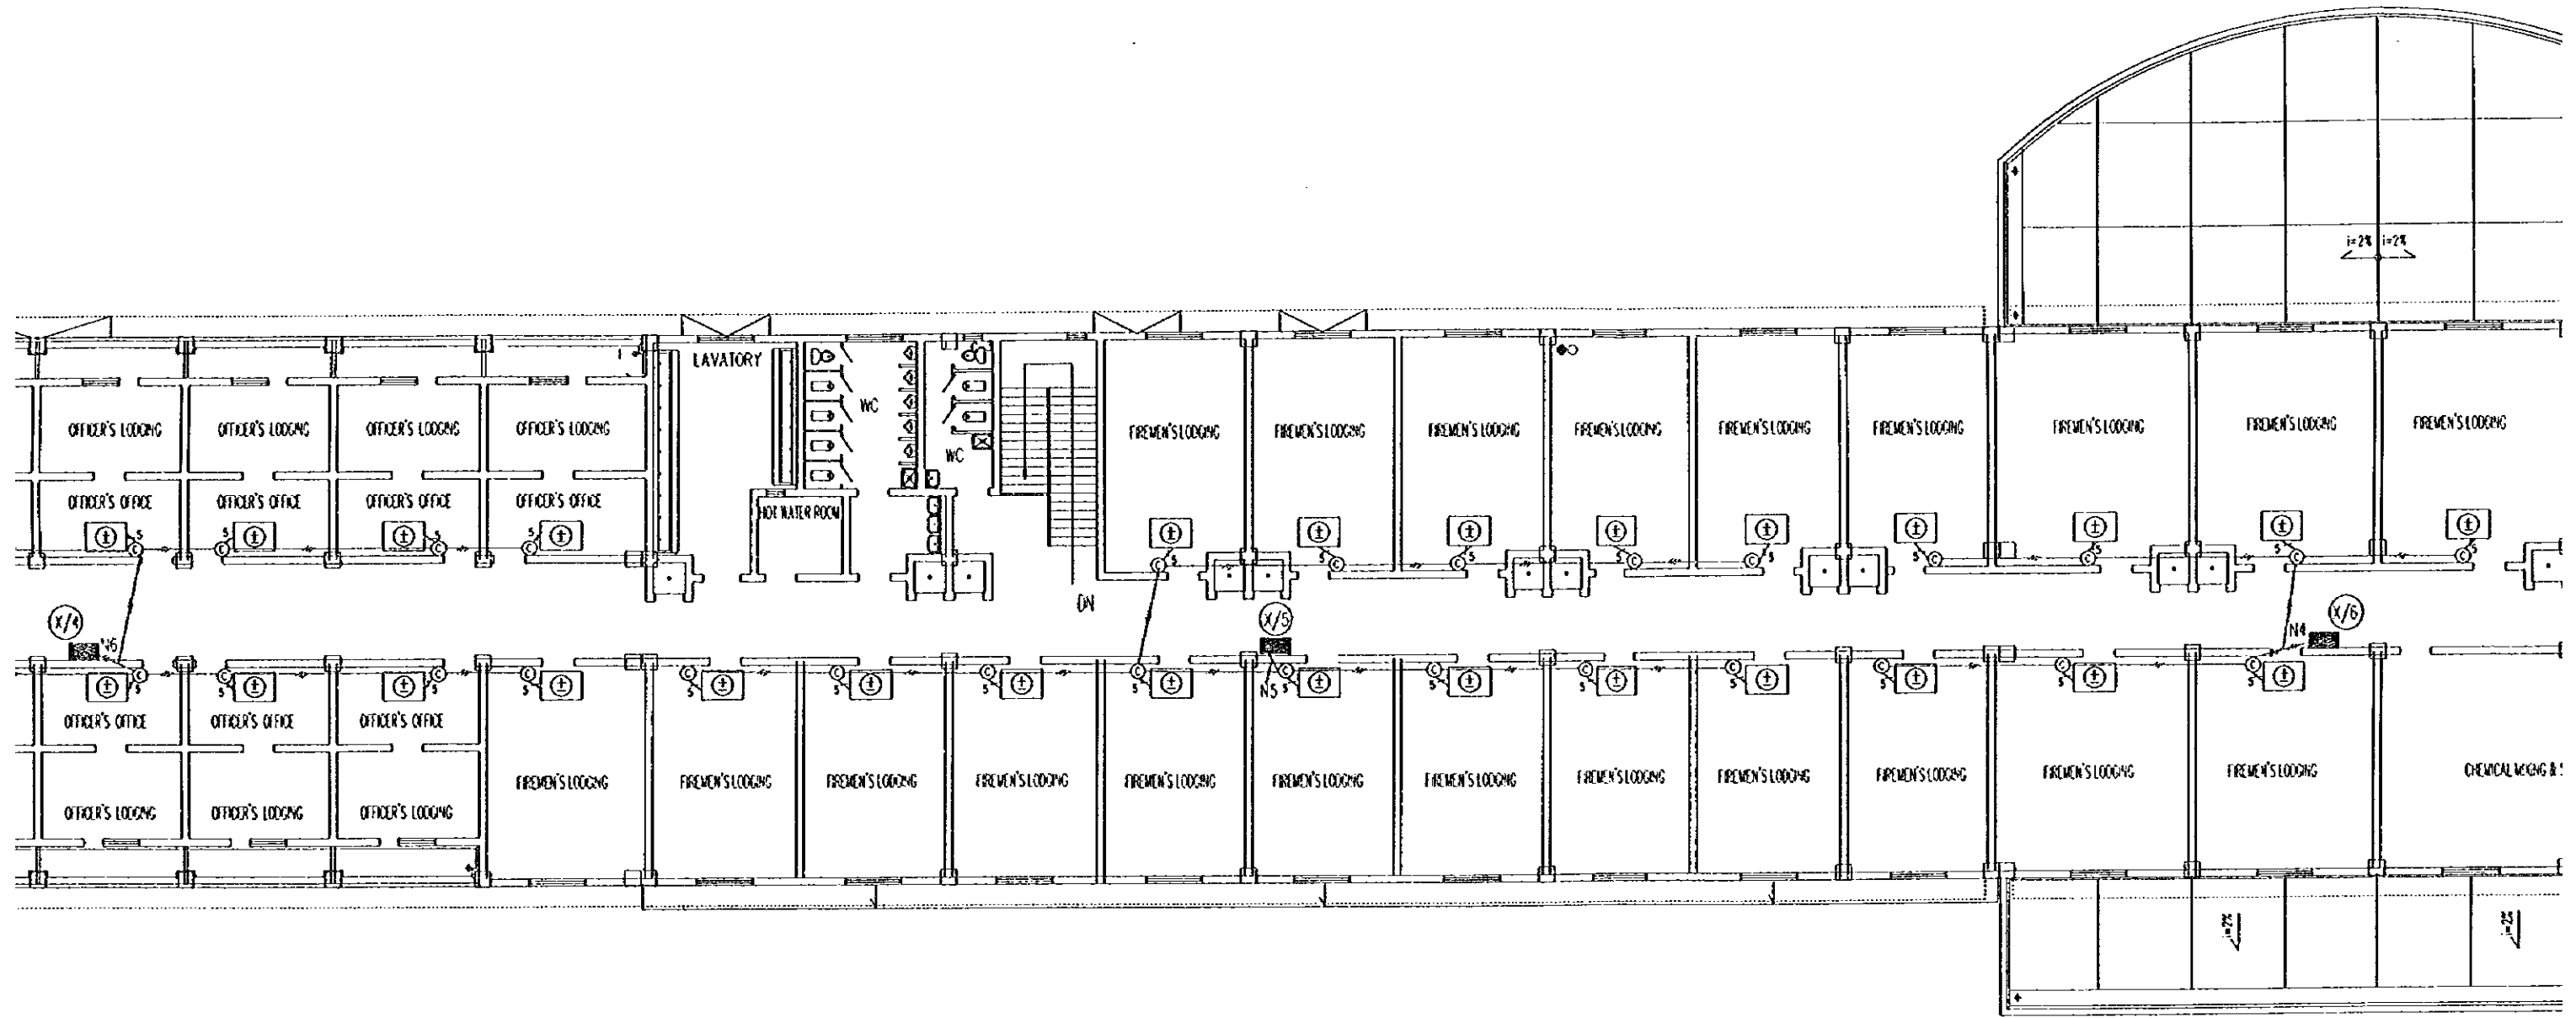 i=2% i=2%
LAVATORY
WC
WC
OFFICER'S LODGING OFFICER'S LODGING OFFICER'S LODGING OFFICER'S LODGING
FIREMEN'S LODGING FIREMEN'S LODGING FIREMEN'S LODGING FIREMEN'S LODGING FIREMEN'S LODGING FIREMEN'S LODGING FIREMEN'S LODGING FIREMEN'S LODGING FIREMEN'S LODGING
OFFICER'S OFFICE OFFICER'S OFFICE OFFICER'S OFFICE OFFICER'S OFFICE
HOT WATER ROOM
S S S S S S S S S S S S S
C C C C C C C C C C C C C
DN
X/4 X/5 X/6
N6 N4
C C C C C C C C C C C C C C C
S S S S S S S S S S S S S S S
N5
OFFICER'S OFFICE OFFICER'S OFFICE OFFICER'S OFFICE
FIREMEN'S LODGING FIREMEN'S LODGING FIREMEN'S LODGING FIREMEN'S LODGING FIREMEN'S LODGING FIREMEN'S LODGING FIREMEN'S LODGING FIREMEN'S LODGING FIREMEN'S LODGING FIREMEN'S LODGING FIREMEN'S LODGING FIREMEN'S LODGING
CHEMICAL MIXING &
OFFICER'S LODGING OFFICER'S LODGING OFFICER'S LODGING
i=2% i=2%